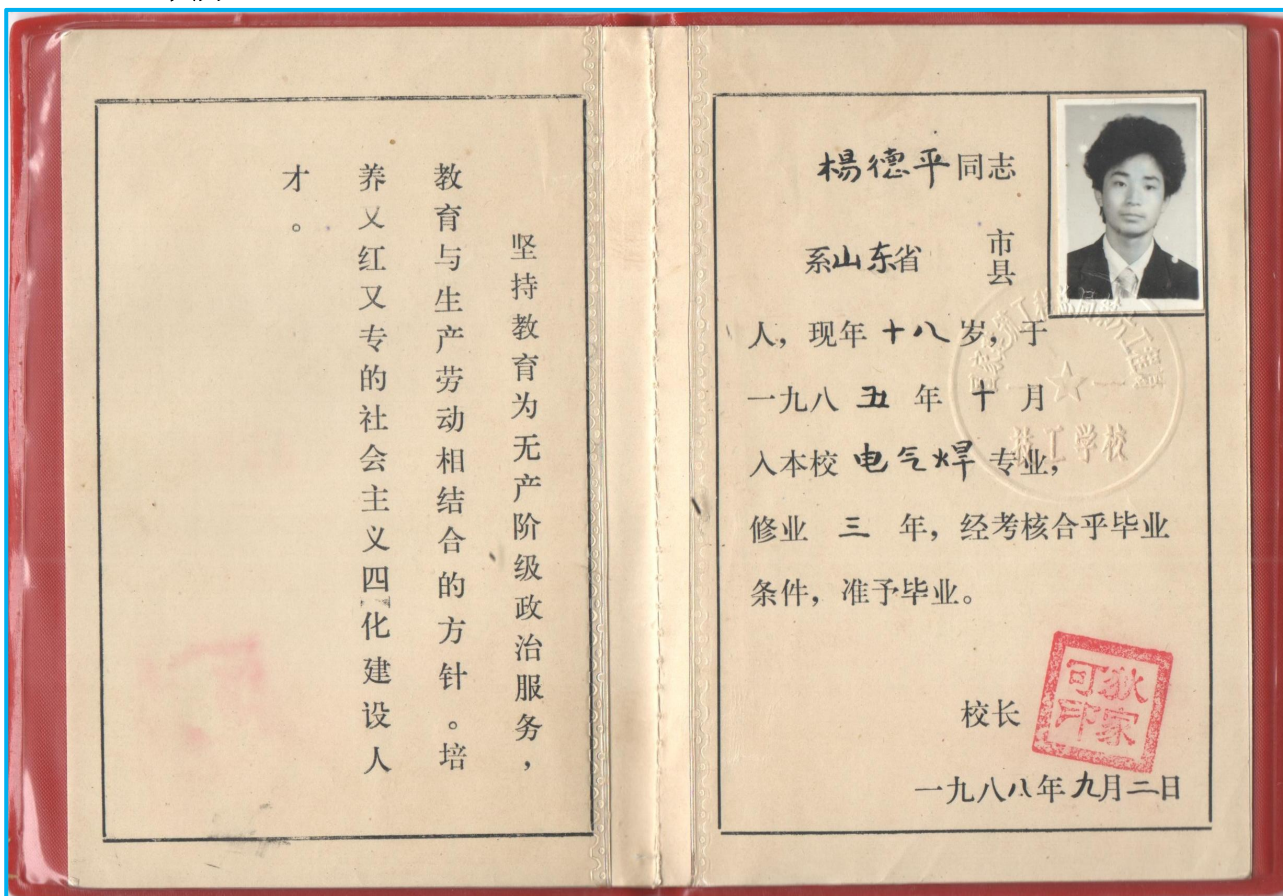 坚持教育为无产阶级政治服务，
教育与生产劳动相结合的方针。培
养又红又专的社会主义四化建设人
才。
楊德平同志
系山东省 市
县
人，现年十八岁，于
一九八五年十月
入本校电气焊专业，
修业 三 年，经考核合乎毕业
条件，准予毕业。
校长
狄家
可印
一九八八年九月二日
技工学校